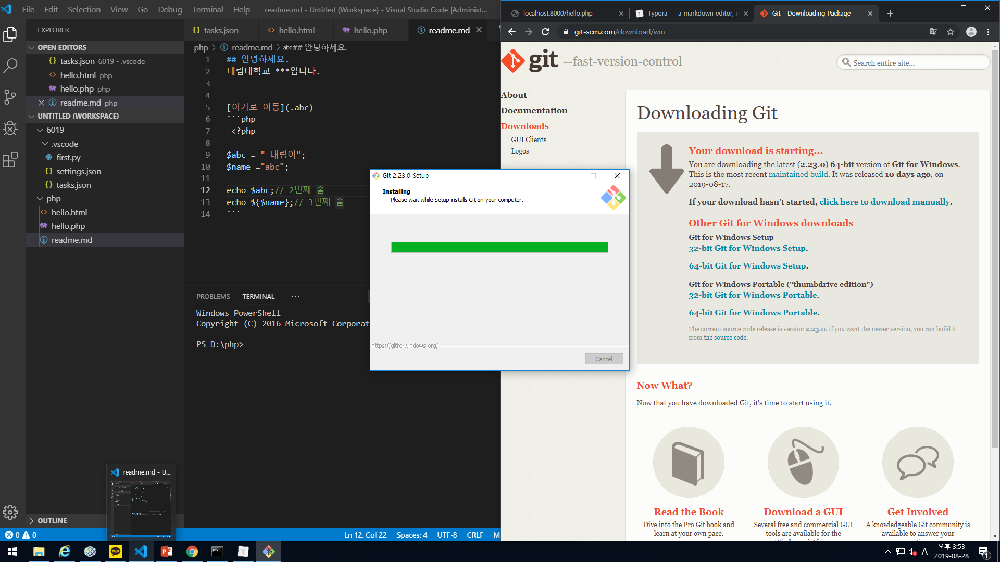 File Edit Selection View Go Debug Terminal Help readme.md - Untitled (Workspace) - Visual Studio Code [Administ...
EXPLORER
OPEN EDITORS
tasks.json 6019 • .vscode
hello.html php
hello.php php
readme.md php
UNTITLED (WORKSPACE)
6019
.vscode
first.py
settings.json
tasks.json
php
hello.html
hello.php
readme.md
OUTLINE
tasks.json hello.html hello.php readme.md
php > readme.md > abc## 안녕하세요.
1 ## 안녕하세요.
2 대림대학교 ***입니다.
3
4
5 [여기로 이동](.abc)
6 ```php
7 <?php
8
9 $abc = " 대림이";
10 $name ="abc";
11
12 echo $abc;// 2번째 줄
13 echo ${$name};// 3번째 줄
14 ```
PROBLEMS TERMINAL ...
Windows PowerShell
Copyright (C) 2016 Microsoft Corporat
PS D:\php>
readme.md - U...
0 0 Ln 12, Col 22 Spaces: 4 UTF-8 CRLF M
Git 2.23.0 Setup
Installing
Please wait while Setup installs Git on your computer.
https://gitforwindows.org/
Cancel
localhost:8000/hello.php Typora — a markdown editor, Git - Downloading Package
git-scm.com/download/win
git --fast-version-control
Search entire site...
About
Documentation
Downloads
GUI Clients
Logos
Downloading Git
Your download is starting...
You are downloading the latest (2.23.0) 64-bit version of Git for Windows.
This is the most recent maintained build. It was released 10 days ago, on
2019-08-17.
If your download hasn't started, click here to download manually.
Other Git for Windows downloads
Git for Windows Setup
32-bit Git for Windows Setup.
64-bit Git for Windows Setup.
Git for Windows Portable ("thumbdrive edition")
32-bit Git for Windows Portable.
64-bit Git for Windows Portable.
The current source code release is version 2.23.0. If you want the newer version, you can build it
from the source code.
Now What?
Now that you have downloaded Git, it's time to start using it.
Read the Book
Dive into the Pro Git book and
learn at your own pace.
Download a GUI
Several free and commercial GUI
tools are available for the
Get Involved
A knowledgeable Git community is
available to answer your
TALK
T
A
오후 3:53
2019-08-28
1